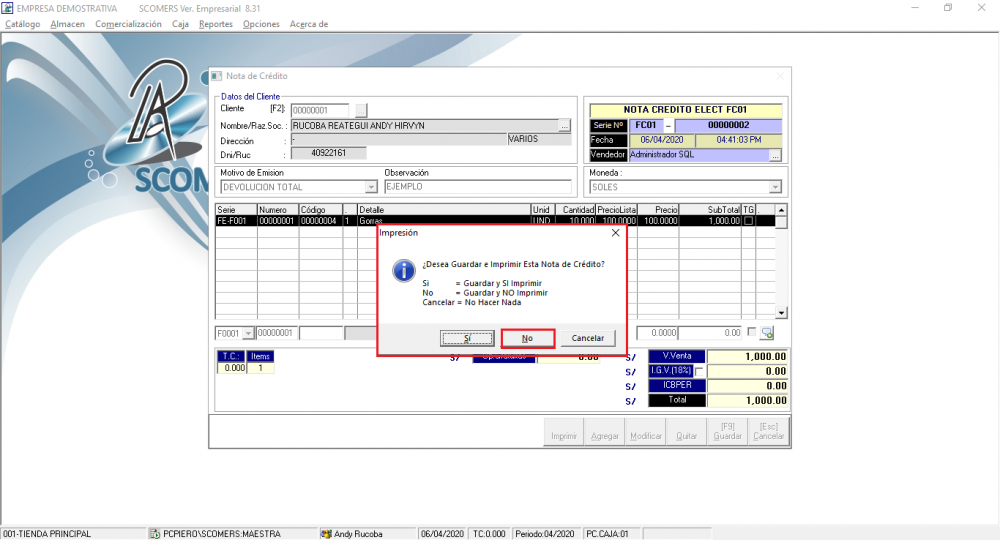 EMPRESA DEMOSTRATIVA SCOMERS Ver. Empresarial 8.31
Catálogo Almacen Comercialización Caja Reportes Opciones Acerca de
SCOM
Nota de Crédito
Datos del Cliente
Cliente [F2]: 00000001
Nombre/Raz.Soc. : RUCOBA REATEGUI ANDY HIRVYN ...
Dirección : - VARIOS
Dni/Ruc : 40922161
NOTA CREDITO ELECT FC01
Serie Nº FC01 - 00000002
Fecha 06/04/2020 04:41:03 PM
Vendedor Administrador SQL ...
Motivo de Emision Observación
DEVOLUCION TOTAL EJEMPLO
Moneda :
SOLES
Serie Numero Código Detalle Unid Cantidad PrecioLista Precio SubTotal TG .
FE-F001 00000001 00000004 1 Gorras UND 10.000 100.0000 100.0000 1,000.00
Impresión
¿Desea Guardar e Imprimir Esta Nota de Crédito?
Si = Guardar y SI Imprimir
No = Guardar y NO Imprimir
Cancelar = No Hacer Nada
Sí No Cancelar
F0001 00000001 0.0000 0.00
T.C.: Items
0.000 1
S/ 0.00
S/ V.Venta 1,000.00
S/ I.G.V.(18%) 0.00
S/ ICBPER 0.00
S/ Total 1,000.00
Imprimir Agregar Modificar Quitar [F9] Guardar [Esc] Cancelar
001-TIENDA PRINCIPAL PCPIERO\SCOMERS:MAESTRA Andy Rucoba 06/04/2020 TC:0.000 Periodo:04/2020 PC.CAJA:01